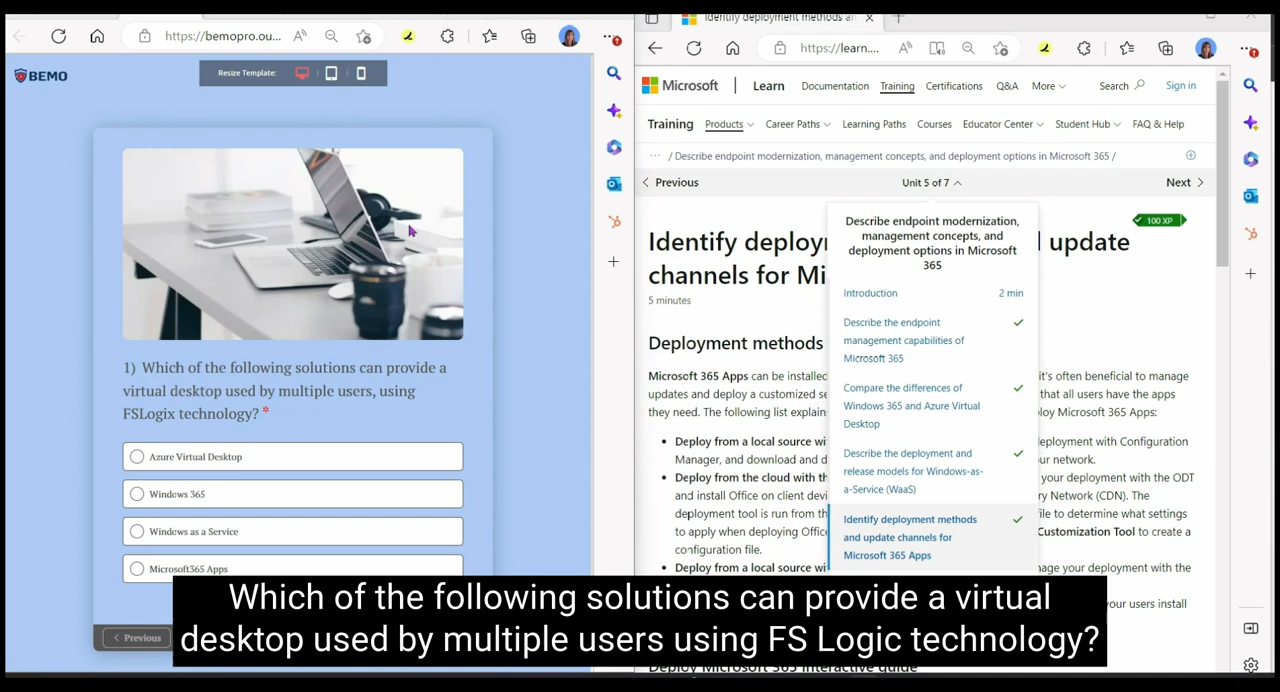 https://bemopro.ou...
BEMO
Resize Template:
1) Which of the following solutions can provide a
virtual desktop used by multiple users, using
FSLogix technology? *
Azure Virtual Desktop
Windows 365
Windows as a Service
Microsoft365 Apps
Previous
Identify deployment methods an
https://learn....
Microsoft
Learn
Documentation
Training
Certifications
Q&A
More
Search
Sign in
Training
Products
Career Paths
Learning Paths
Courses
Educator Center
Student Hub
FAQ & Help
··· / Describe endpoint modernization, management concepts, and deployment options in Microsoft 365 /
Previous
Unit 5 of 7
Next
100 XP
Identify deploym
update
channels for Mi
5 minutes
Deployment methods
Microsoft 365 Apps can be installed
it's often beneficial to manage
updates and deploy a customized se
that all users have the apps
they need. The following list explain
loy Microsoft 365 Apps:
Deploy from a local source wi
deployment with Configuration
Manager, and download and d
ur network.
Deploy from the cloud with th
your deployment with the ODT
and install Office on client devi
ry Network (CDN). The
deployment tool is run from th
file to determine what settings
to apply when deploying Offic
Customization Tool to create a
configuration file.
Deploy from a local source wi
nage your deployment with the
your users install
Describe endpoint modernization,
management concepts, and
deployment options in Microsoft
365
Introduction
2 min
Describe the endpoint
management capabilities of
Microsoft 365
Compare the differences of
Windows 365 and Azure Virtual
Desktop
Describe the deployment and
release models for Windows-as-
a-Service (WaaS)
Identify deployment methods
and update channels for
Microsoft 365 Apps
Which of the following solutions can provide a virtual
desktop used by multiple users using FS Logic technology?